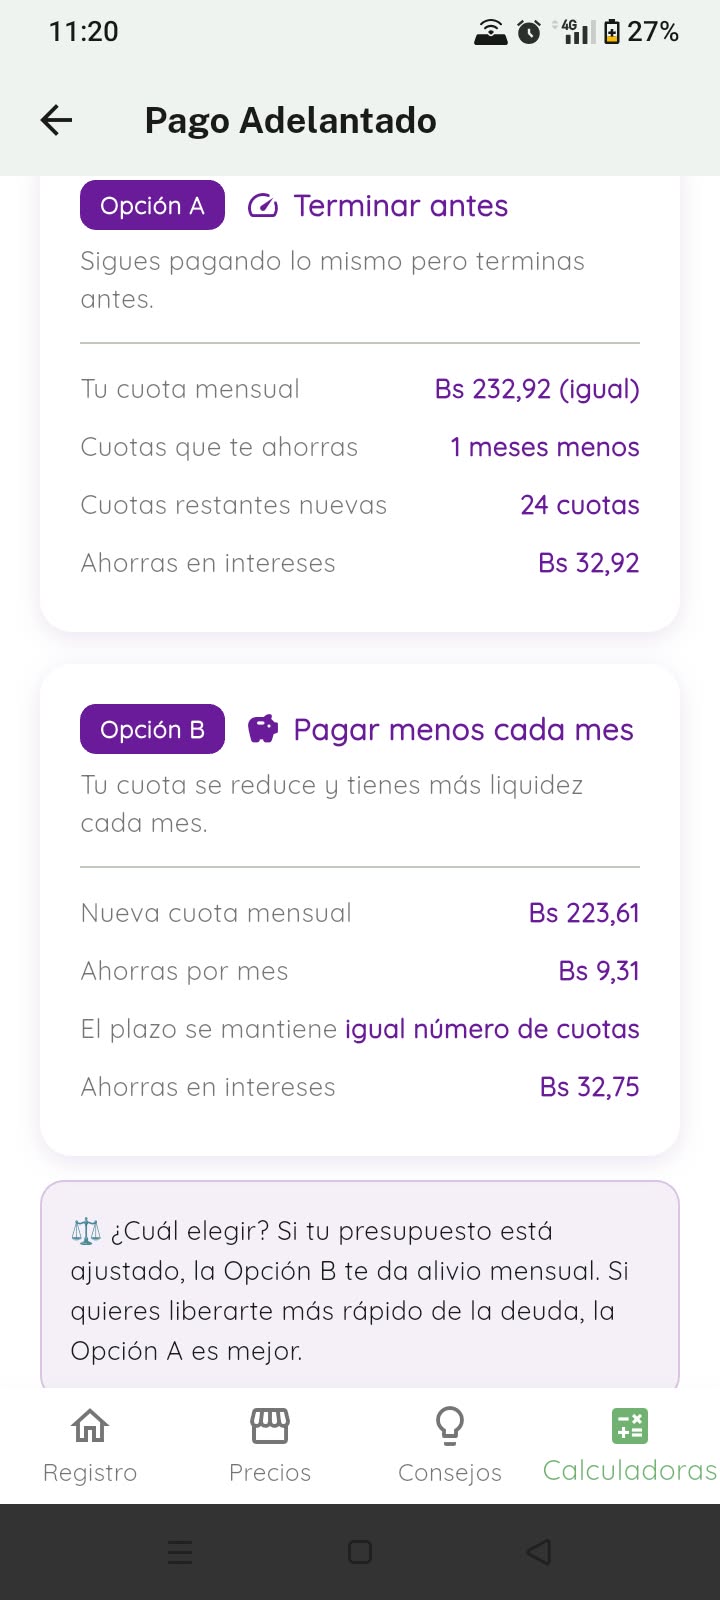 11:20
4G
27%
Pago Adelantado
Opción A Terminar antes
Sigues pagando lo mismo pero terminas
antes.
Tu cuota mensual Bs 232,92 (igual)
Cuotas que te ahorras 1 meses menos
Cuotas restantes nuevas 24 cuotas
Ahorras en intereses Bs 32,92
Opción B Pagar menos cada mes
Tu cuota se reduce y tienes más liquidez
cada mes.
Nueva cuota mensual Bs 223,61
Ahorras por mes Bs 9,31
El plazo se mantiene igual número de cuotas
Ahorras en intereses Bs 32,75
⚖️ ¿Cuál elegir? Si tu presupuesto está
ajustado, la Opción B te da alivio mensual. Si
quieres liberarte más rápido de la deuda, la
Opción A es mejor.
Registro Precios Consejos Calculadoras